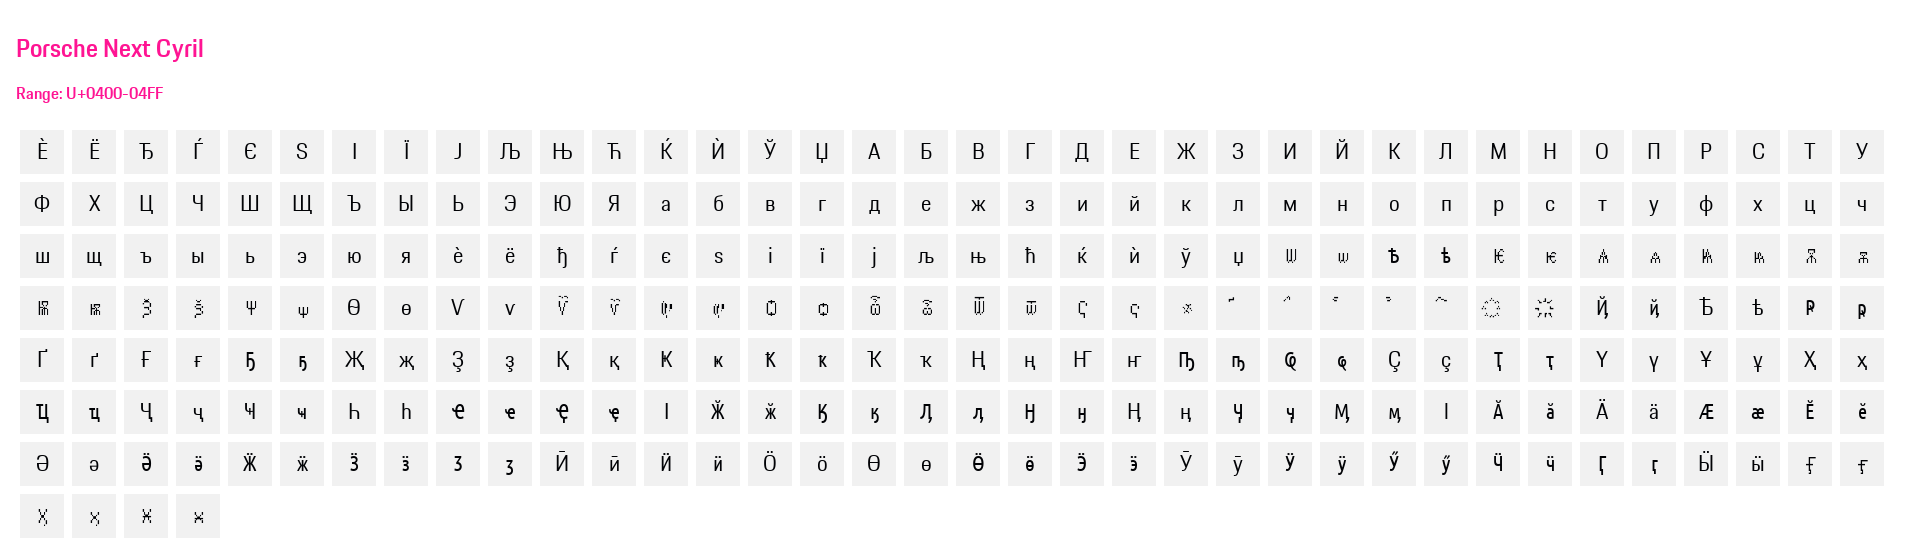 Porsche Next Cyril
Range: U+0400-04FF
Ѐ Ё Ђ Ѓ Є Ѕ І Ї Ј Љ Њ Ћ Ќ Ѝ Ў Џ А Б В Г Д Е Ж З И Й К Л М Н О П Р С Т У
Ф Х Ц Ч Ш Щ Ъ Ы Ь Э Ю Я а б в г д е ж з и й к л м н о п р с т у ф х ц ч
ш щ ъ ы ь э ю я ѐ ё ђ ѓ є ѕ і ї ј љ њ ћ ќ ѝ ў џ Ѡ ѡ Ѣ ѣ Ѥ ѥ Ѧ ѧ Ѩ ѩ Ѫ ѫ
Ѭ ѭ Ѯ ѯ Ѱ ѱ Ѳ ѳ Ѵ ѵ Ѷ ѷ Ѹ ѹ Ѻ ѻ Ѽ ѽ Ѿ ѿ Ҁ ҁ ҂ ҃ ҄ ҅ ҆ ҇ ҈ ҉ Ҋ ҋ Ҍ ҍ Ҏ ҏ
Ґ ґ Ғ ғ Ҕ ҕ Җ җ Ҙ ҙ Қ қ Ҝ ҝ Ҟ ҟ Ҡ ҡ Ң ң Ҥ ҥ Ҧ ҧ Ҩ ҩ Ҫ ҫ Ҭ ҭ Ү ү Ұ ұ Ҳ ҳ
Ҵ ҵ Ҷ ҷ Ҹ ҹ Һ һ Ҽ ҽ Ҿ ҿ Ӏ Ӂ ӂ Ӄ ӄ Ӆ ӆ Ӈ ӈ Ӊ ӊ Ӌ ӌ Ӎ ӎ ӏ Ӑ ӑ Ӓ ӓ Ӕ ӕ Ӗ ӗ
Ә ә Ӛ ӛ Ӝ ӝ Ӟ ӟ Ӡ ӡ Ӣ ӣ Ӥ ӥ Ӧ ӧ Ө ө Ӫ ӫ Ӭ ӭ Ӯ ӯ Ӱ ӱ Ӳ ӳ Ӵ ӵ Ӷ ӷ Ӹ ӹ Ӻ ӻ
Ӽ ӽ Ӿ ӿ